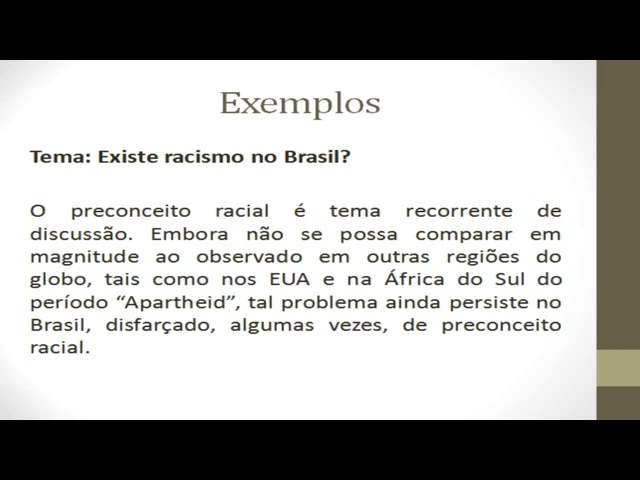 Exemplos
Tema: Existe racismo no Brasil?
O preconceito racial é tema recorrente de
discussão. Embora não se possa comparar em
magnitude ao observado em outras regiões do
globo, tais como nos EUA e na África do Sul do
período “Apartheid”, tal problema ainda persiste no
Brasil, disfarçado, algumas vezes, de preconceito
racial.